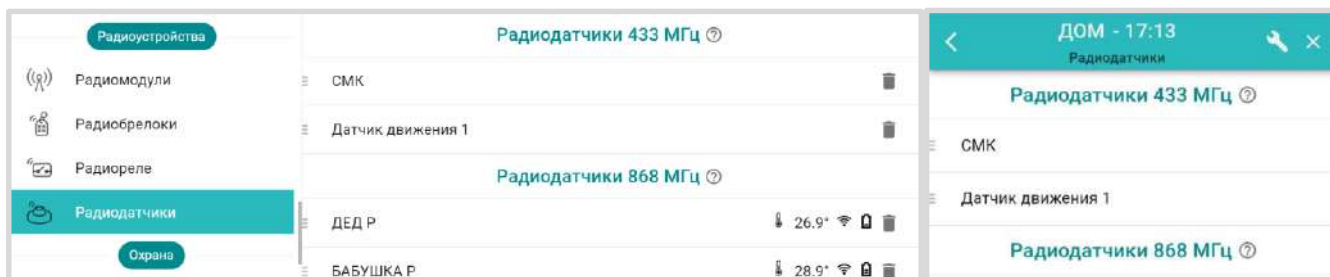 Радиоустройства
Радиомодули
Радиобрелоки
Радиореле
Радиодатчики
Охрана
Радиодатчики 433 МГц
СМК
Датчик движения 1
Радиодатчики 868 МГц
ДЕД Р 26.9°
БАБУШКА Р 28.9°
ДОМ - 17:13
Радиодатчики
Радиодатчики 433 МГц
СМК
Датчик движения 1
Радиодатчики 868 МГц